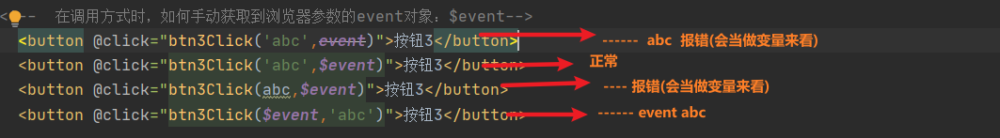 <!-- 在调用方式时，如何手动获取到浏览器参数的event对象：$event-->
<button @click="btn3Click('abc',event)">按钮3</button> ------ abc 报错(会当做变量来看)
<button @click="btn3Click('abc',$event)">按钮3</button> 正常
<button @click="btn3Click(abc,$event)">按钮3</button> ---- 报错(会当做变量来看)
<button @click="btn3Click($event,'abc')">按钮3</button> ------ event abc